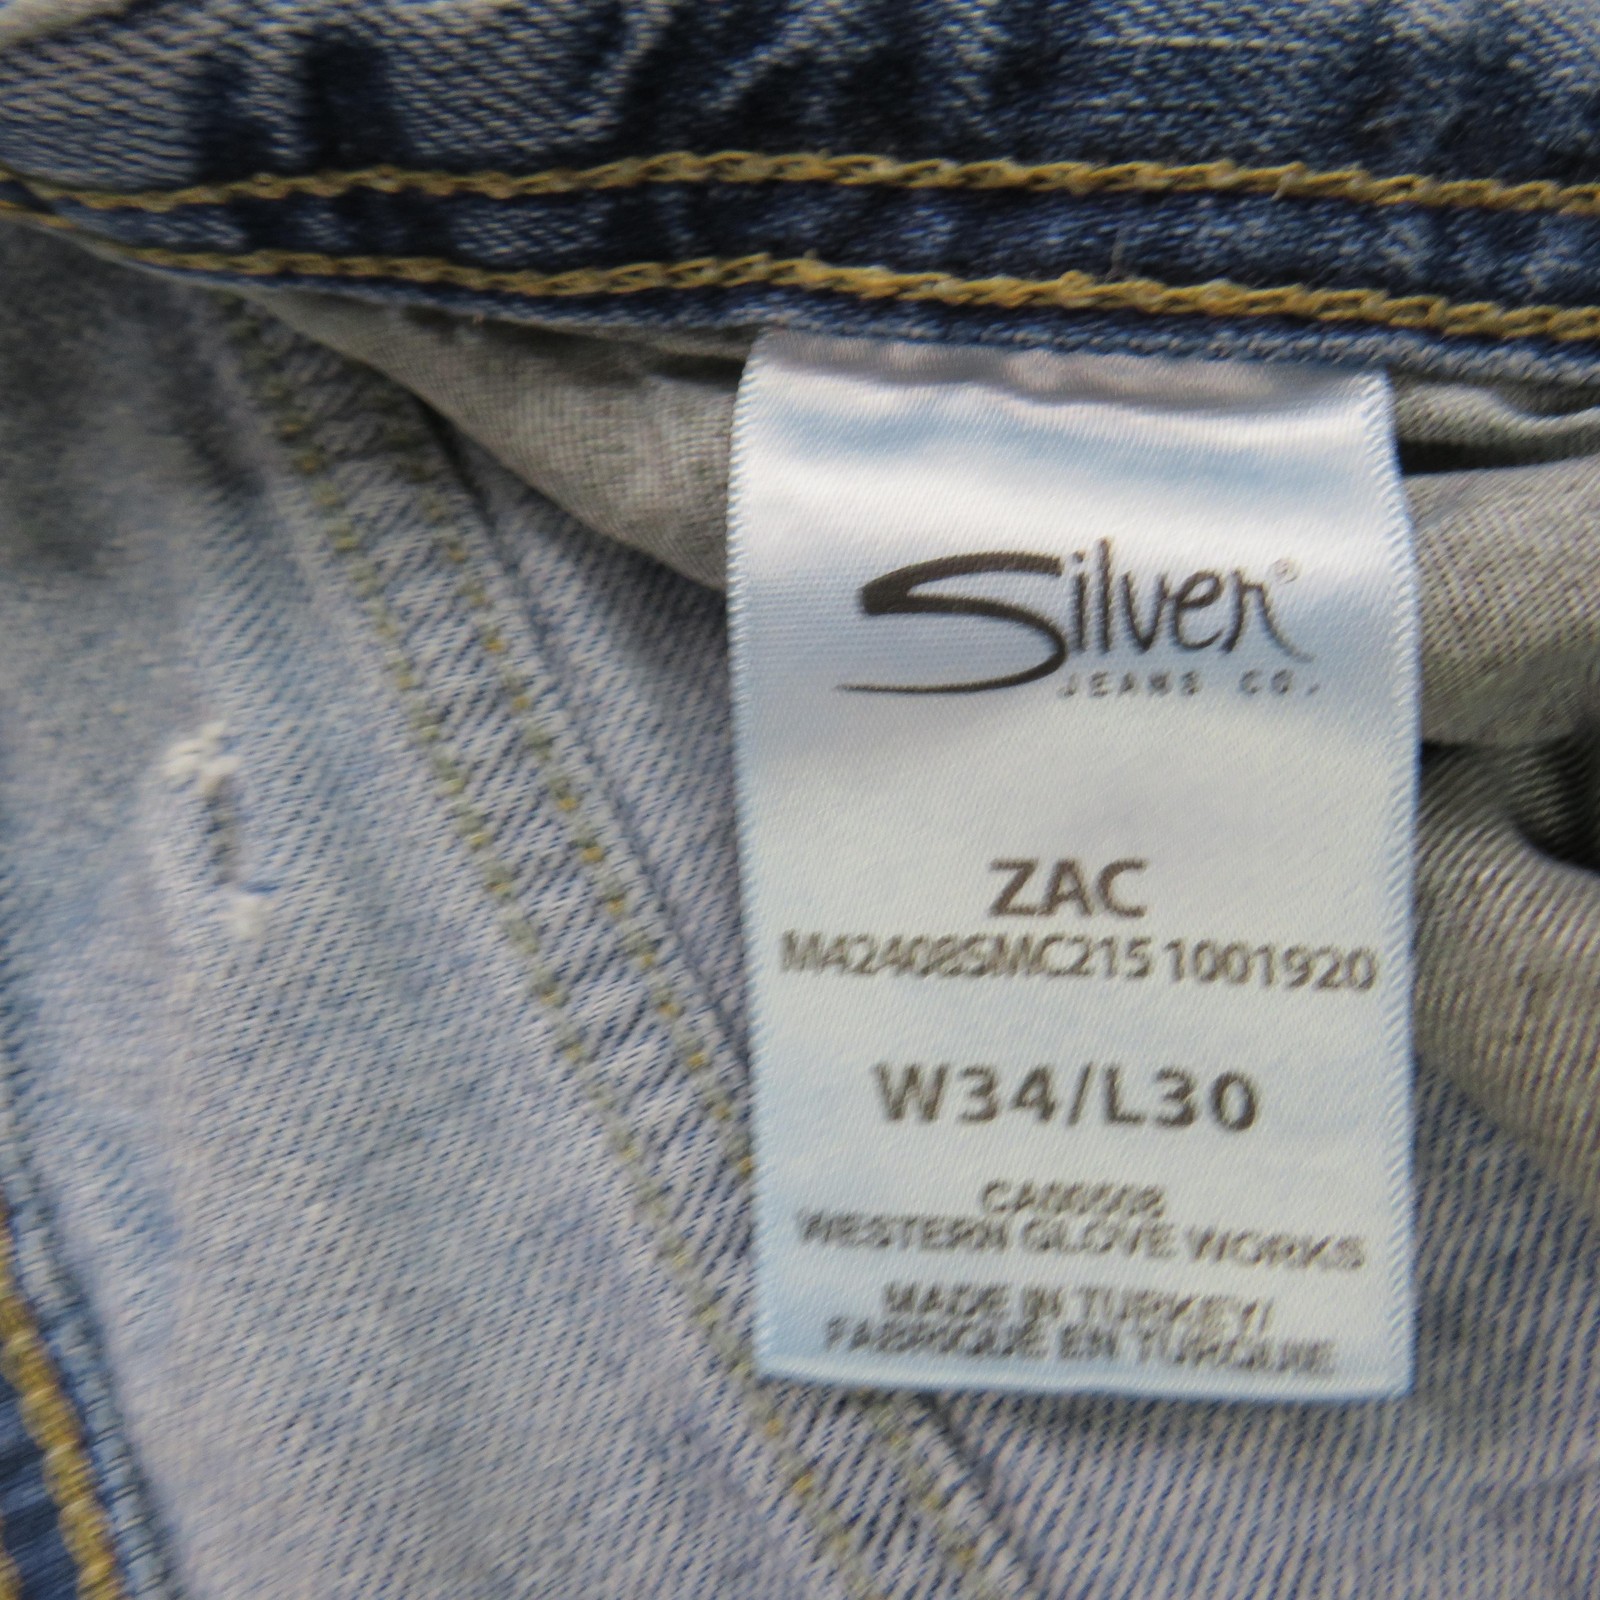 Silver®
JEANS CO.
ZAC
M42408SMC215 1001920
W34/L30
CA00508
WESTERN GLOVE WORKS
MADE IN TURKEY/
FABRIQUE EN TURQUIE